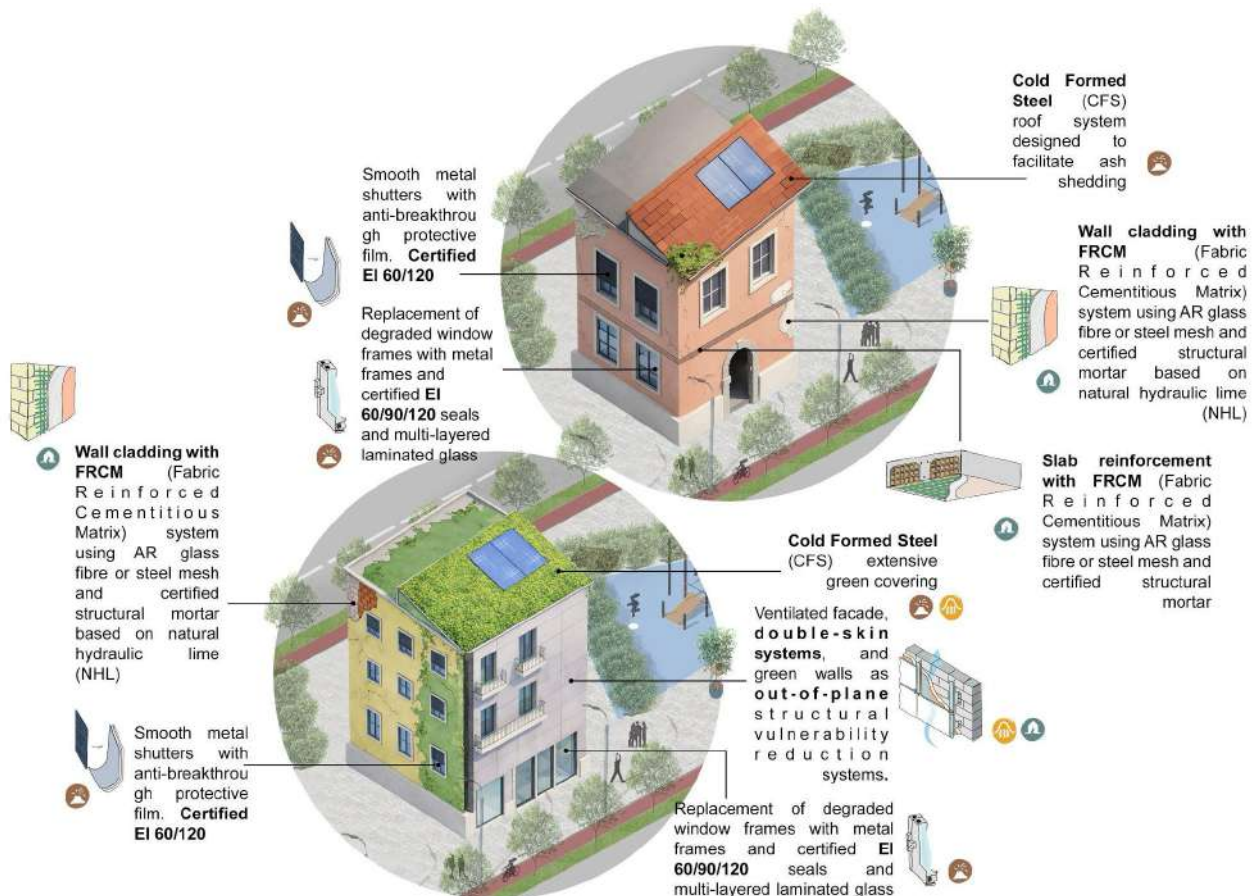 Cold Formed
Steel (CFS)
roof system
designed to
facilitate ash
shedding
Smooth metal
shutters with
anti-breakthrou
gh protective
film. Certified
EI 60/120
Wall cladding with
FRCM (Fabric
Reinforced
Cementitious Matrix)
system using AR glass
fibre or steel mesh and
certified structural
mortar based on
natural hydraulic lime
(NHL)
Replacement of
degraded window
frames with metal
frames and
certified EI
60/90/120 seals
and multi-layered
laminated glass
Wall cladding with
FRCM (Fabric
Reinforced
Cementitious
Matrix) system
using AR glass
fibre or steel mesh
and certified
structural mortar
based on natural
hydraulic lime
(NHL)
Slab reinforcement
with FRCM (Fabric
Reinforced
Cementitious Matrix)
system using AR glass
fibre or steel mesh and
certified structural
mortar
Cold Formed Steel
(CFS) extensive
green covering
Ventilated facade,
double-skin
systems, and
green walls as
out-of-plane
structural
vulnerability
reduction
systems.
Smooth metal
shutters with
anti-breakthrou
gh protective
film. Certified
EI 60/120
Replacement of degraded
window frames with metal
frames and certified EI
60/90/120 seals and
multi-layered laminated glass